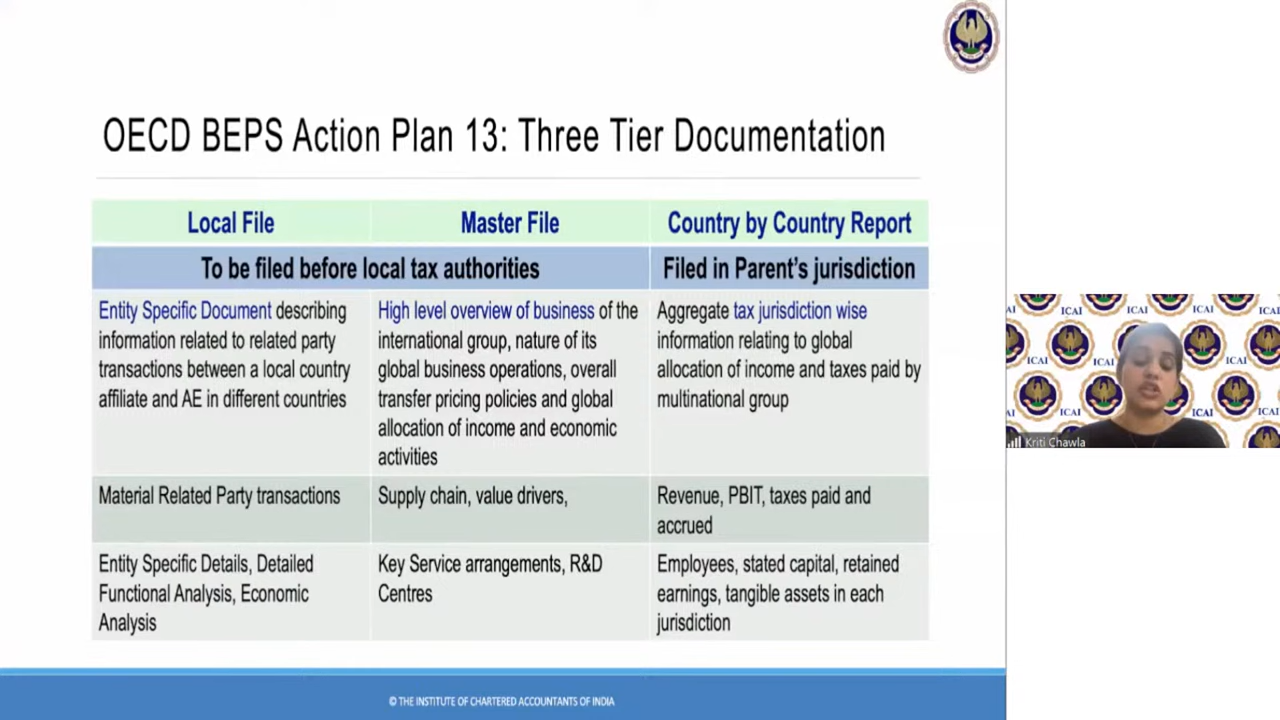 OECD BEPS Action Plan 13: Three Tier Documentation
Local File
Master File
Country by Country Report
To be filed before local tax authorities
Filed in Parent's jurisdiction
Entity Specific Document describing
information related to related party
transactions between a local country
affiliate and AE in different countries
High level overview of business of the
international group, nature of its
global business operations, overall
transfer pricing policies and global
allocation of income and economic
activities
Aggregate tax jurisdiction wise
information relating to global
allocation of income and taxes paid by
multinational group
Material Related Party transactions
Supply chain, value drivers,
Revenue, PBIT, taxes paid and
accrued
Entity Specific Details, Detailed
Functional Analysis, Economic
Analysis
Key Service arrangements, R&D
Centres
Employees, stated capital, retained
earnings, tangible assets in each
jurisdiction
© THE INSTITUTE OF CHARTERED ACCOUNTANTS OF INDIA
ICAI
ICAI
ICAI
ICAI
ICAI
Kriti Chawla